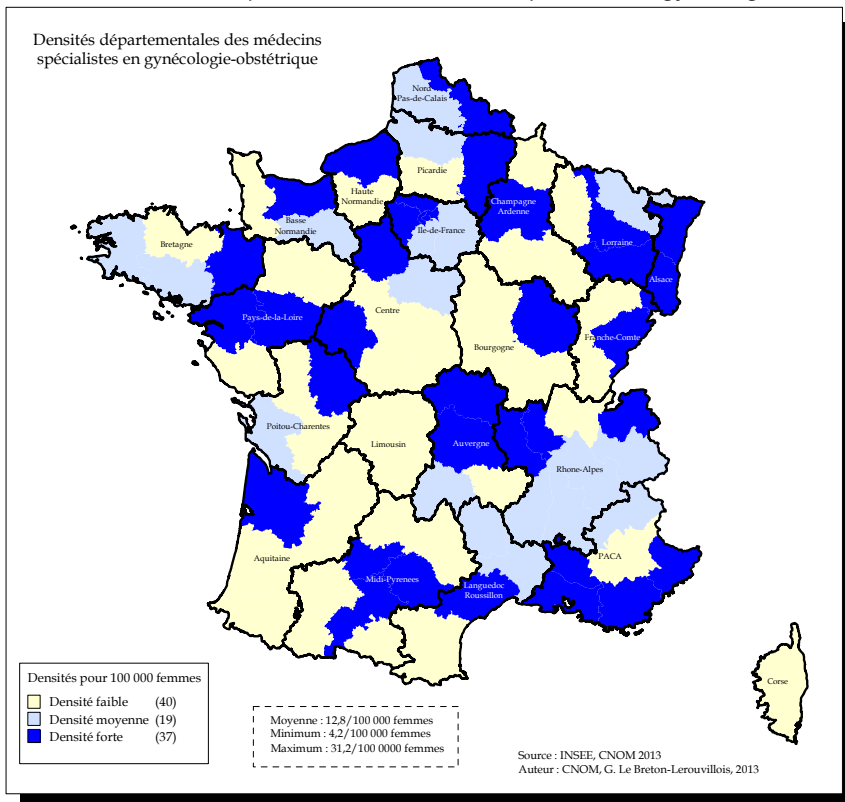 Densités départementales des médecins
spécialistes en gynécologie-obstétrique
Nord
Pas-de-Calais
Picardie
Haute
Normandie
Champagne
Ardenne
Basse
Normandie
Ile-de-France
Lorraine
Bretagne
Alsace
Centre
Pays-de-la-Loire
Franche-Comte
Bourgogne
Poitou-Charentes
Limousin
Auvergne
Rhone-Alpes
Aquitaine
PACA
Midi-Pyrenees
Languedoc
Roussillon
Corse
Densités pour 100 000 femmes
Densité faible (40)
Densité moyenne (19)
Densité forte (37)
Moyenne : 12,8/100 000 femmes
Minimum : 4,2/100 000 femmes
Maximum : 31,2/100 0000 femmes
Source : INSEE, CNOM 2013
Auteur : CNOM, G. Le Breton-Lerouvillois, 2013